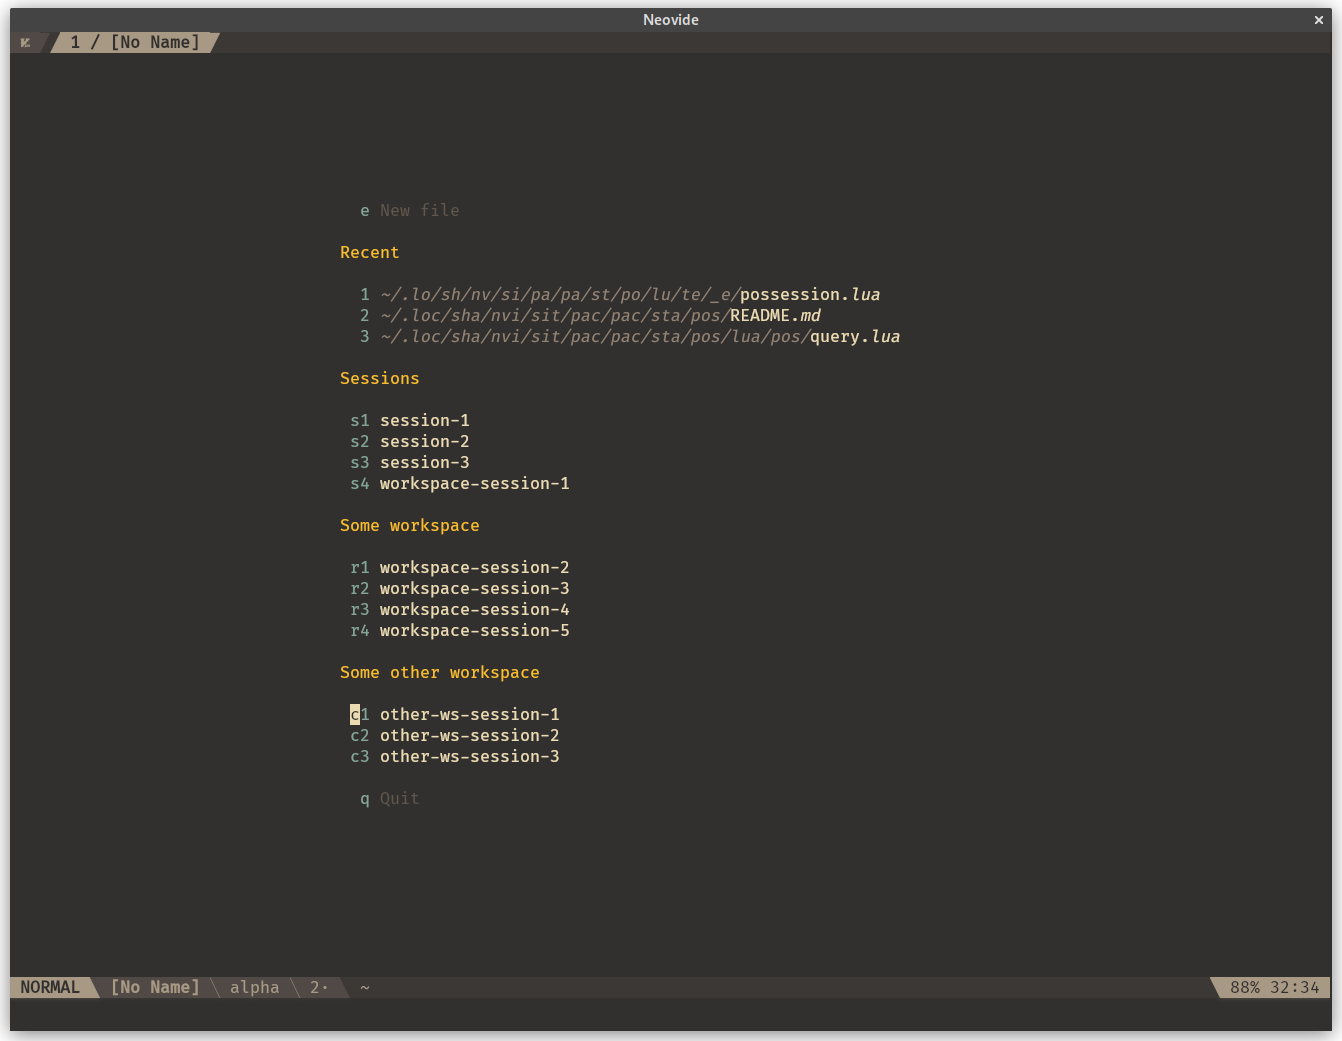 Neovide ×
1 / [No Name]
e New file
Recent
1 ~/.lo/sh/nv/si/pa/pa/st/po/lu/te/_e/possession.lua
2 ~/.loc/sha/nvi/sit/pac/pac/sta/pos/README.md
3 ~/.loc/sha/nvi/sit/pac/pac/sta/pos/lua/pos/query.lua
Sessions
s1 session-1
s2 session-2
s3 session-3
s4 workspace-session-1
Some workspace
r1 workspace-session-2
r2 workspace-session-3
r3 workspace-session-4
r4 workspace-session-5
Some other workspace
c1 other-ws-session-1
c2 other-ws-session-2
c3 other-ws-session-3
q Quit
NORMAL [No Name] \ alpha \ 2· ~ 88% 32:34